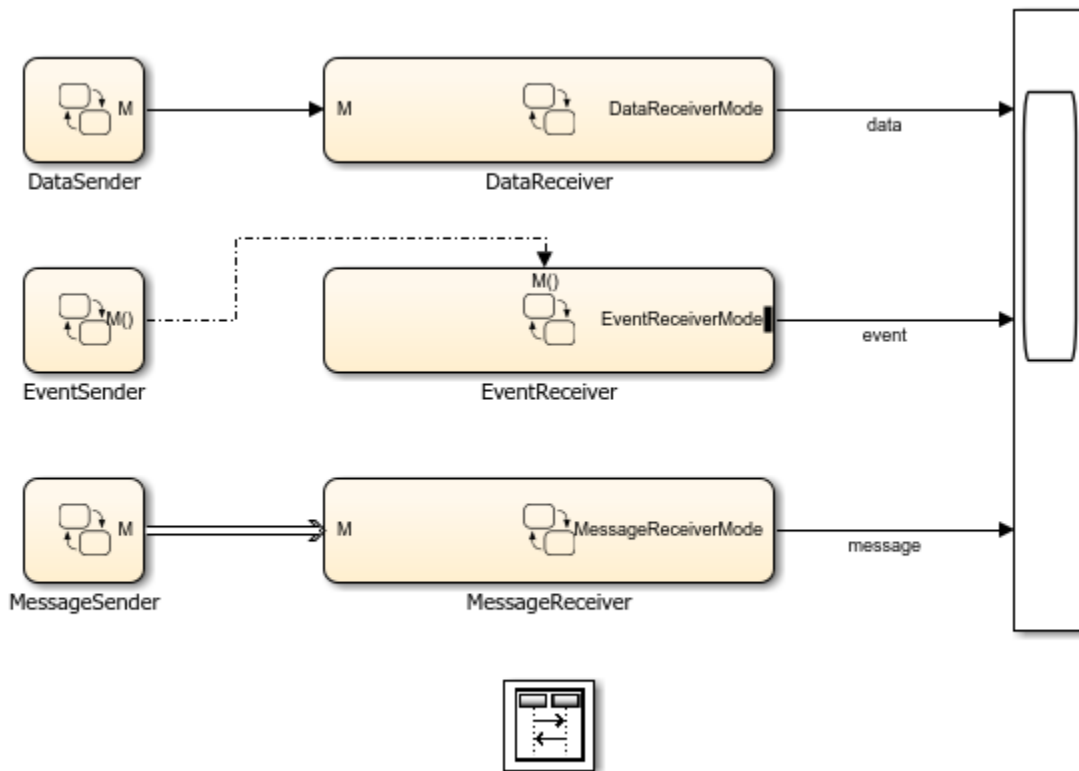 M
M
DataReceiverMode
data
DataSender
DataReceiver
M()
M()
EventReceiverMode
event
EventSender
EventReceiver
M
M
MessageReceiverMode
message
MessageSender
MessageReceiver